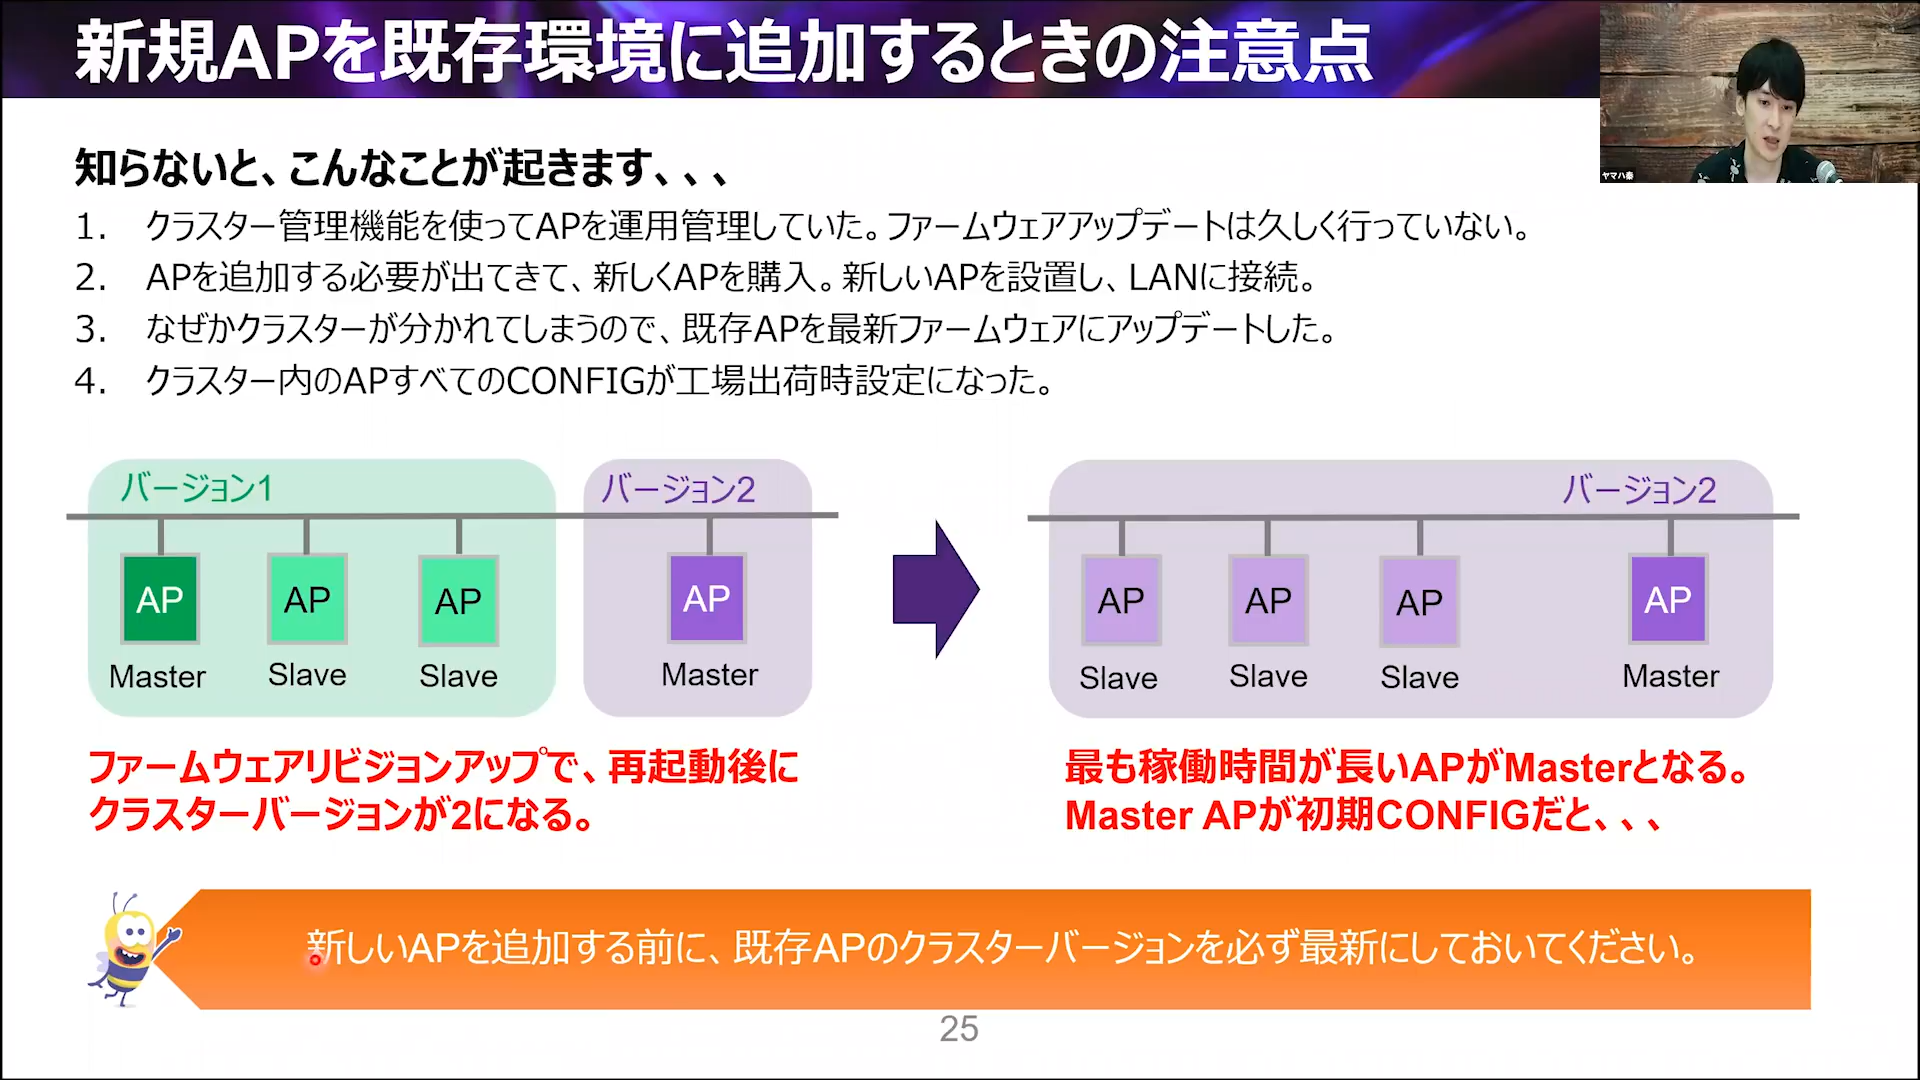 新規APを既存環境に追加するときの注意点
ヤマハ秦
知らないと、こんなことが起きます、、、
1. クラスター管理機能を使ってAPを運用管理していた。ファームウェアアップデートは久しく行っていない。
2. APを追加する必要が出てきて、新しくAPを購入。新しいAPを設置し、LANに接続。
3. なぜかクラスターが分かれてしまうので、既存APを最新ファームウェアにアップデートした。
4. クラスター内のAPすべてのCONFIGが工場出荷時設定になった。
バージョン1
バージョン2
AP
AP
AP
AP
Master
Slave
Slave
Master
バージョン2
AP
AP
AP
AP
Slave
Slave
Slave
Master
ファームウェアリビジョンアップで、再起動後に
クラスターバージョンが2になる。
最も稼働時間が長いAPがMasterとなる。
Master APが初期CONFIGだと、、、
新しいAPを追加する前に、既存APのクラスターバージョンを必ず最新にしておいてください。
25